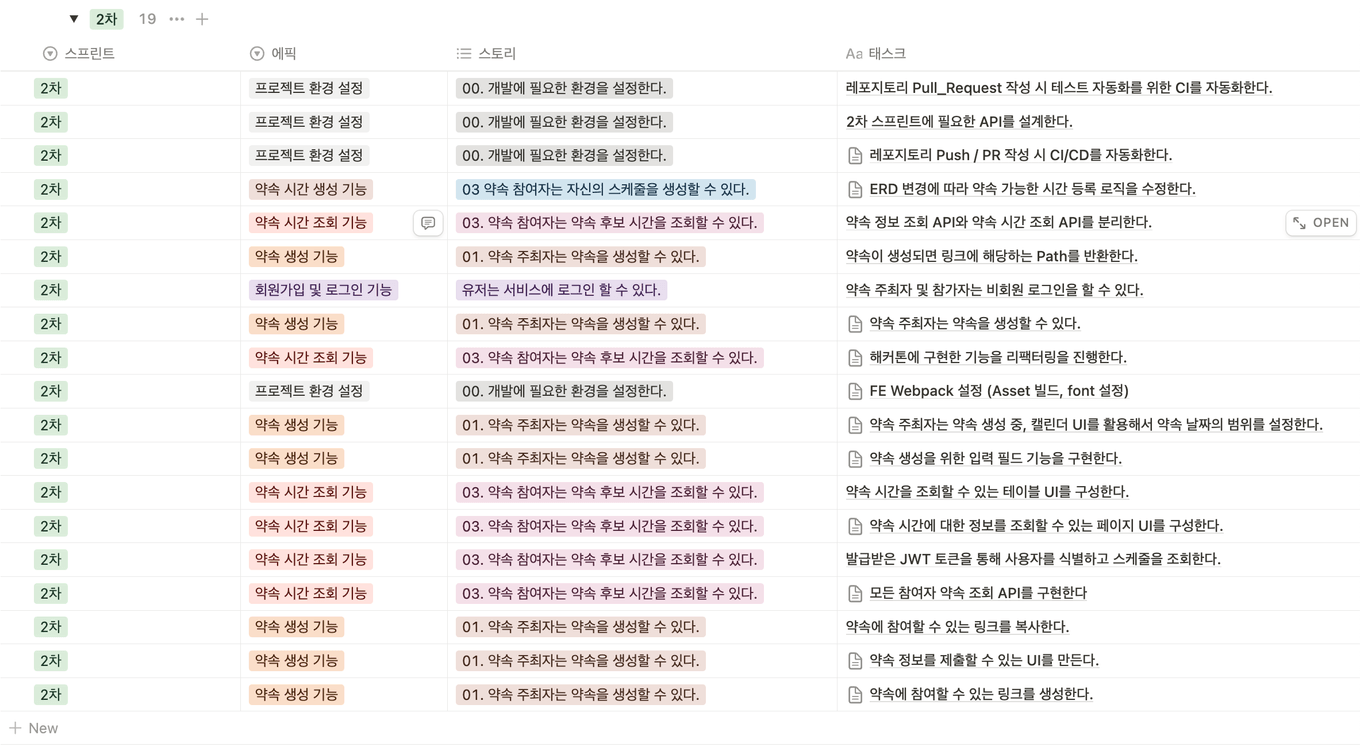 2차 19
스프린트 에픽 스토리 Aa 태스크
2차 프로젝트 환경 설정 00. 개발에 필요한 환경을 설정한다. 레포지토리 Pull_Request 작성 시 테스트 자동화를 위한 CI를 자동화한다.
2차 프로젝트 환경 설정 00. 개발에 필요한 환경을 설정한다. 2차 스프린트에 필요한 API를 설계한다.
2차 프로젝트 환경 설정 00. 개발에 필요한 환경을 설정한다. 레포지토리 Push / PR 작성 시 CI/CD를 자동화한다.
2차 약속 시간 생성 기능 03 약속 참여자는 자신의 스케줄을 생성할 수 있다. ERD 변경에 따라 약속 가능한 시간 등록 로직을 수정한다.
2차 약속 시간 조회 기능 03. 약속 참여자는 약속 후보 시간을 조회할 수 있다. 약속 정보 조회 API와 약속 시간 조회 API를 분리한다. OPEN
2차 약속 생성 기능 01. 약속 주최자는 약속을 생성할 수 있다. 약속이 생성되면 링크에 해당하는 Path를 반환한다.
2차 회원가입 및 로그인 기능 유저는 서비스에 로그인 할 수 있다. 약속 주최자 및 참가자는 비회원 로그인을 할 수 있다.
2차 약속 생성 기능 01. 약속 주최자는 약속을 생성할 수 있다. 약속 주최자는 약속을 생성할 수 있다.
2차 약속 시간 조회 기능 03. 약속 참여자는 약속 후보 시간을 조회할 수 있다. 해커톤에 구현한 기능을 리팩터링을 진행한다.
2차 프로젝트 환경 설정 00. 개발에 필요한 환경을 설정한다. FE Webpack 설정 (Asset 빌드, font 설정)
2차 약속 생성 기능 01. 약속 주최자는 약속을 생성할 수 있다. 약속 주최자는 약속 생성 중, 캘린더 UI를 활용해서 약속 날짜의 범위를 설정한다.
2차 약속 생성 기능 01. 약속 주최자는 약속을 생성할 수 있다. 약속 생성을 위한 입력 필드 기능을 구현한다.
2차 약속 시간 조회 기능 03. 약속 참여자는 약속 후보 시간을 조회할 수 있다. 약속 시간을 조회할 수 있는 테이블 UI를 구성한다.
2차 약속 시간 조회 기능 03. 약속 참여자는 약속 후보 시간을 조회할 수 있다. 약속 시간에 대한 정보를 조회할 수 있는 페이지 UI를 구성한다.
2차 약속 시간 조회 기능 03. 약속 참여자는 약속 후보 시간을 조회할 수 있다. 발급받은 JWT 토큰을 통해 사용자를 식별하고 스케줄을 조회한다.
2차 약속 시간 조회 기능 03. 약속 참여자는 약속 후보 시간을 조회할 수 있다. 모든 참여자 약속 조회 API를 구현한다
2차 약속 생성 기능 01. 약속 주최자는 약속을 생성할 수 있다. 약속에 참여할 수 있는 링크를 복사한다.
2차 약속 생성 기능 01. 약속 주최자는 약속을 생성할 수 있다. 약속 정보를 제출할 수 있는 UI를 만든다.
2차 약속 생성 기능 01. 약속 주최자는 약속을 생성할 수 있다. 약속에 참여할 수 있는 링크를 생성한다.
New